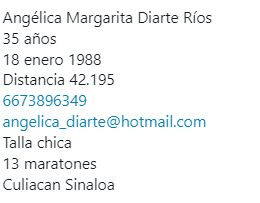 Angélica Margarita Diarte Ríos
35 años
18 enero 1988
Distancia 42.195
6673896349
angelica_diarte@hotmail.com
Talla chica
13 maratones
Culiacan Sinaloa